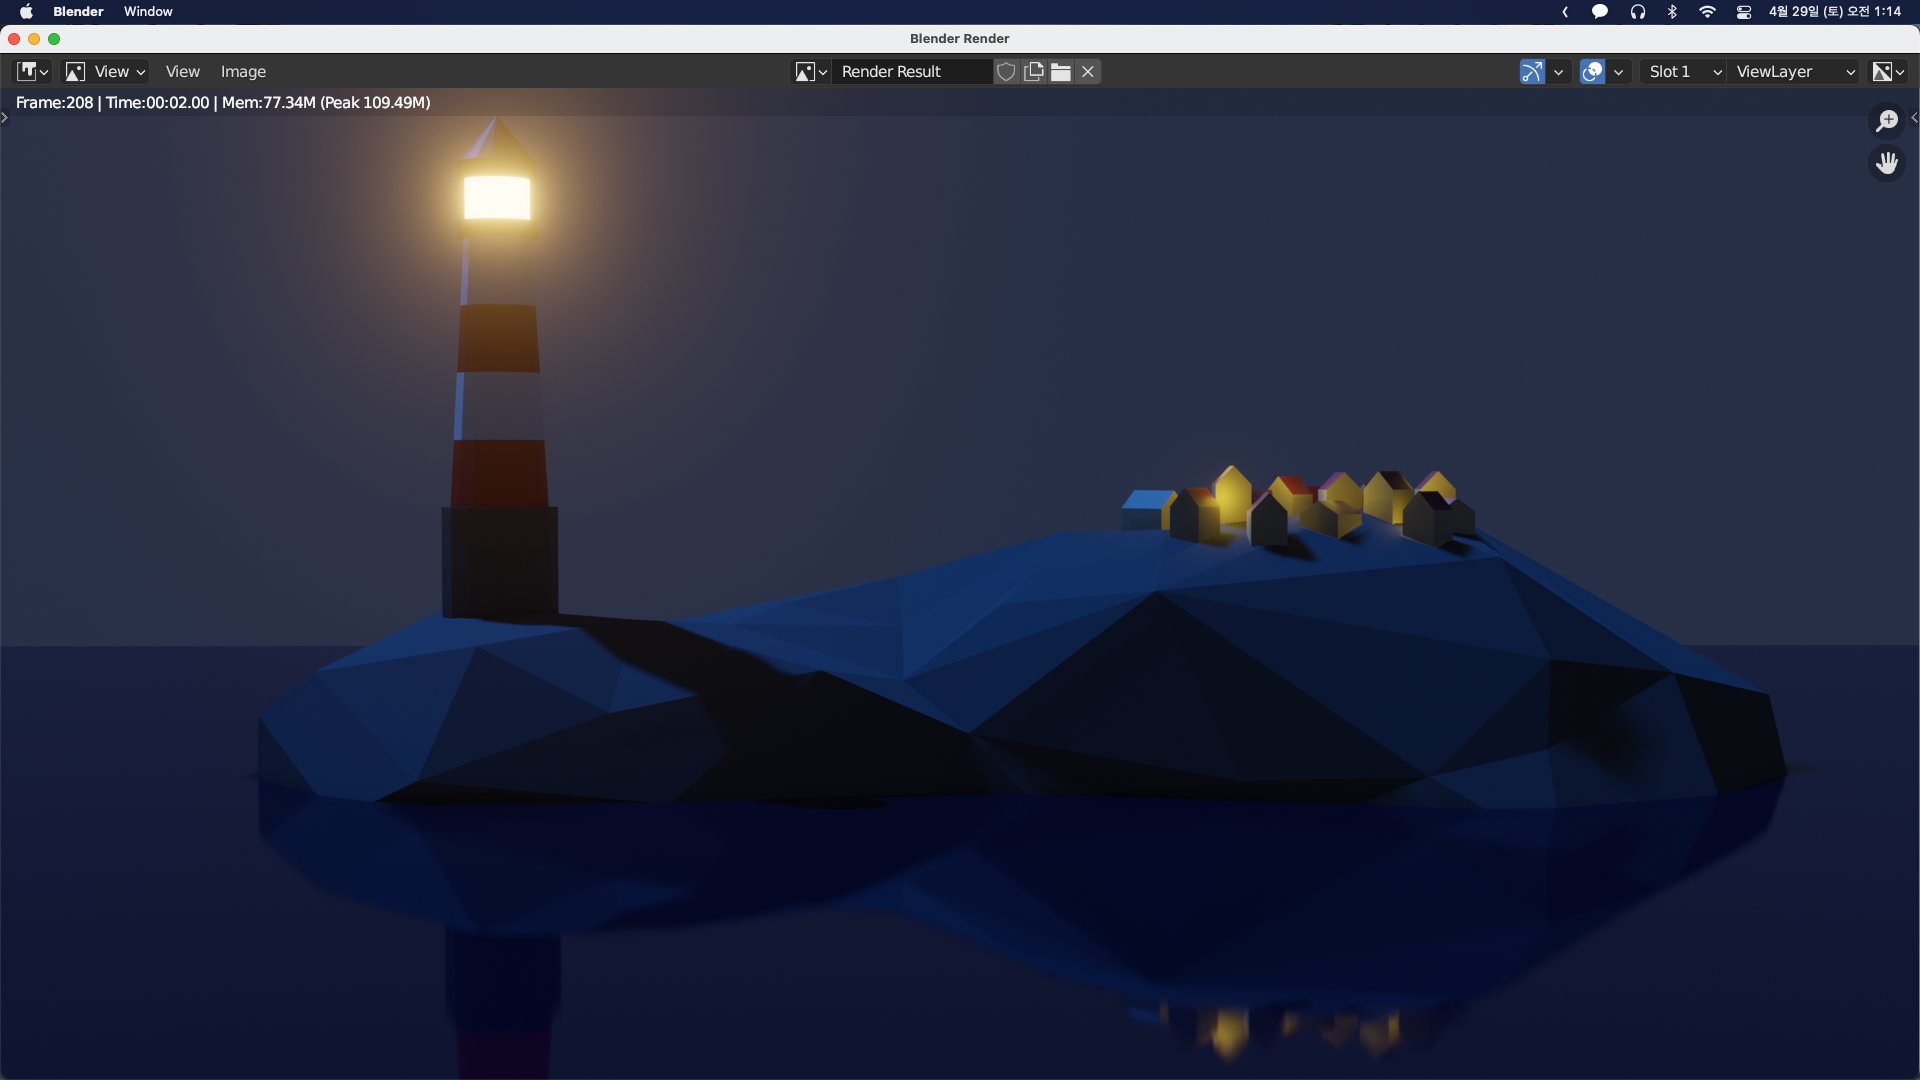 Blender Window 4월 29일 (토) 오전 1:14
Blender Render
View View Image Render Result Slot 1 ViewLayer
Frame:208 | Time:00:02.00 | Mem:77.34M (Peak 109.49M)